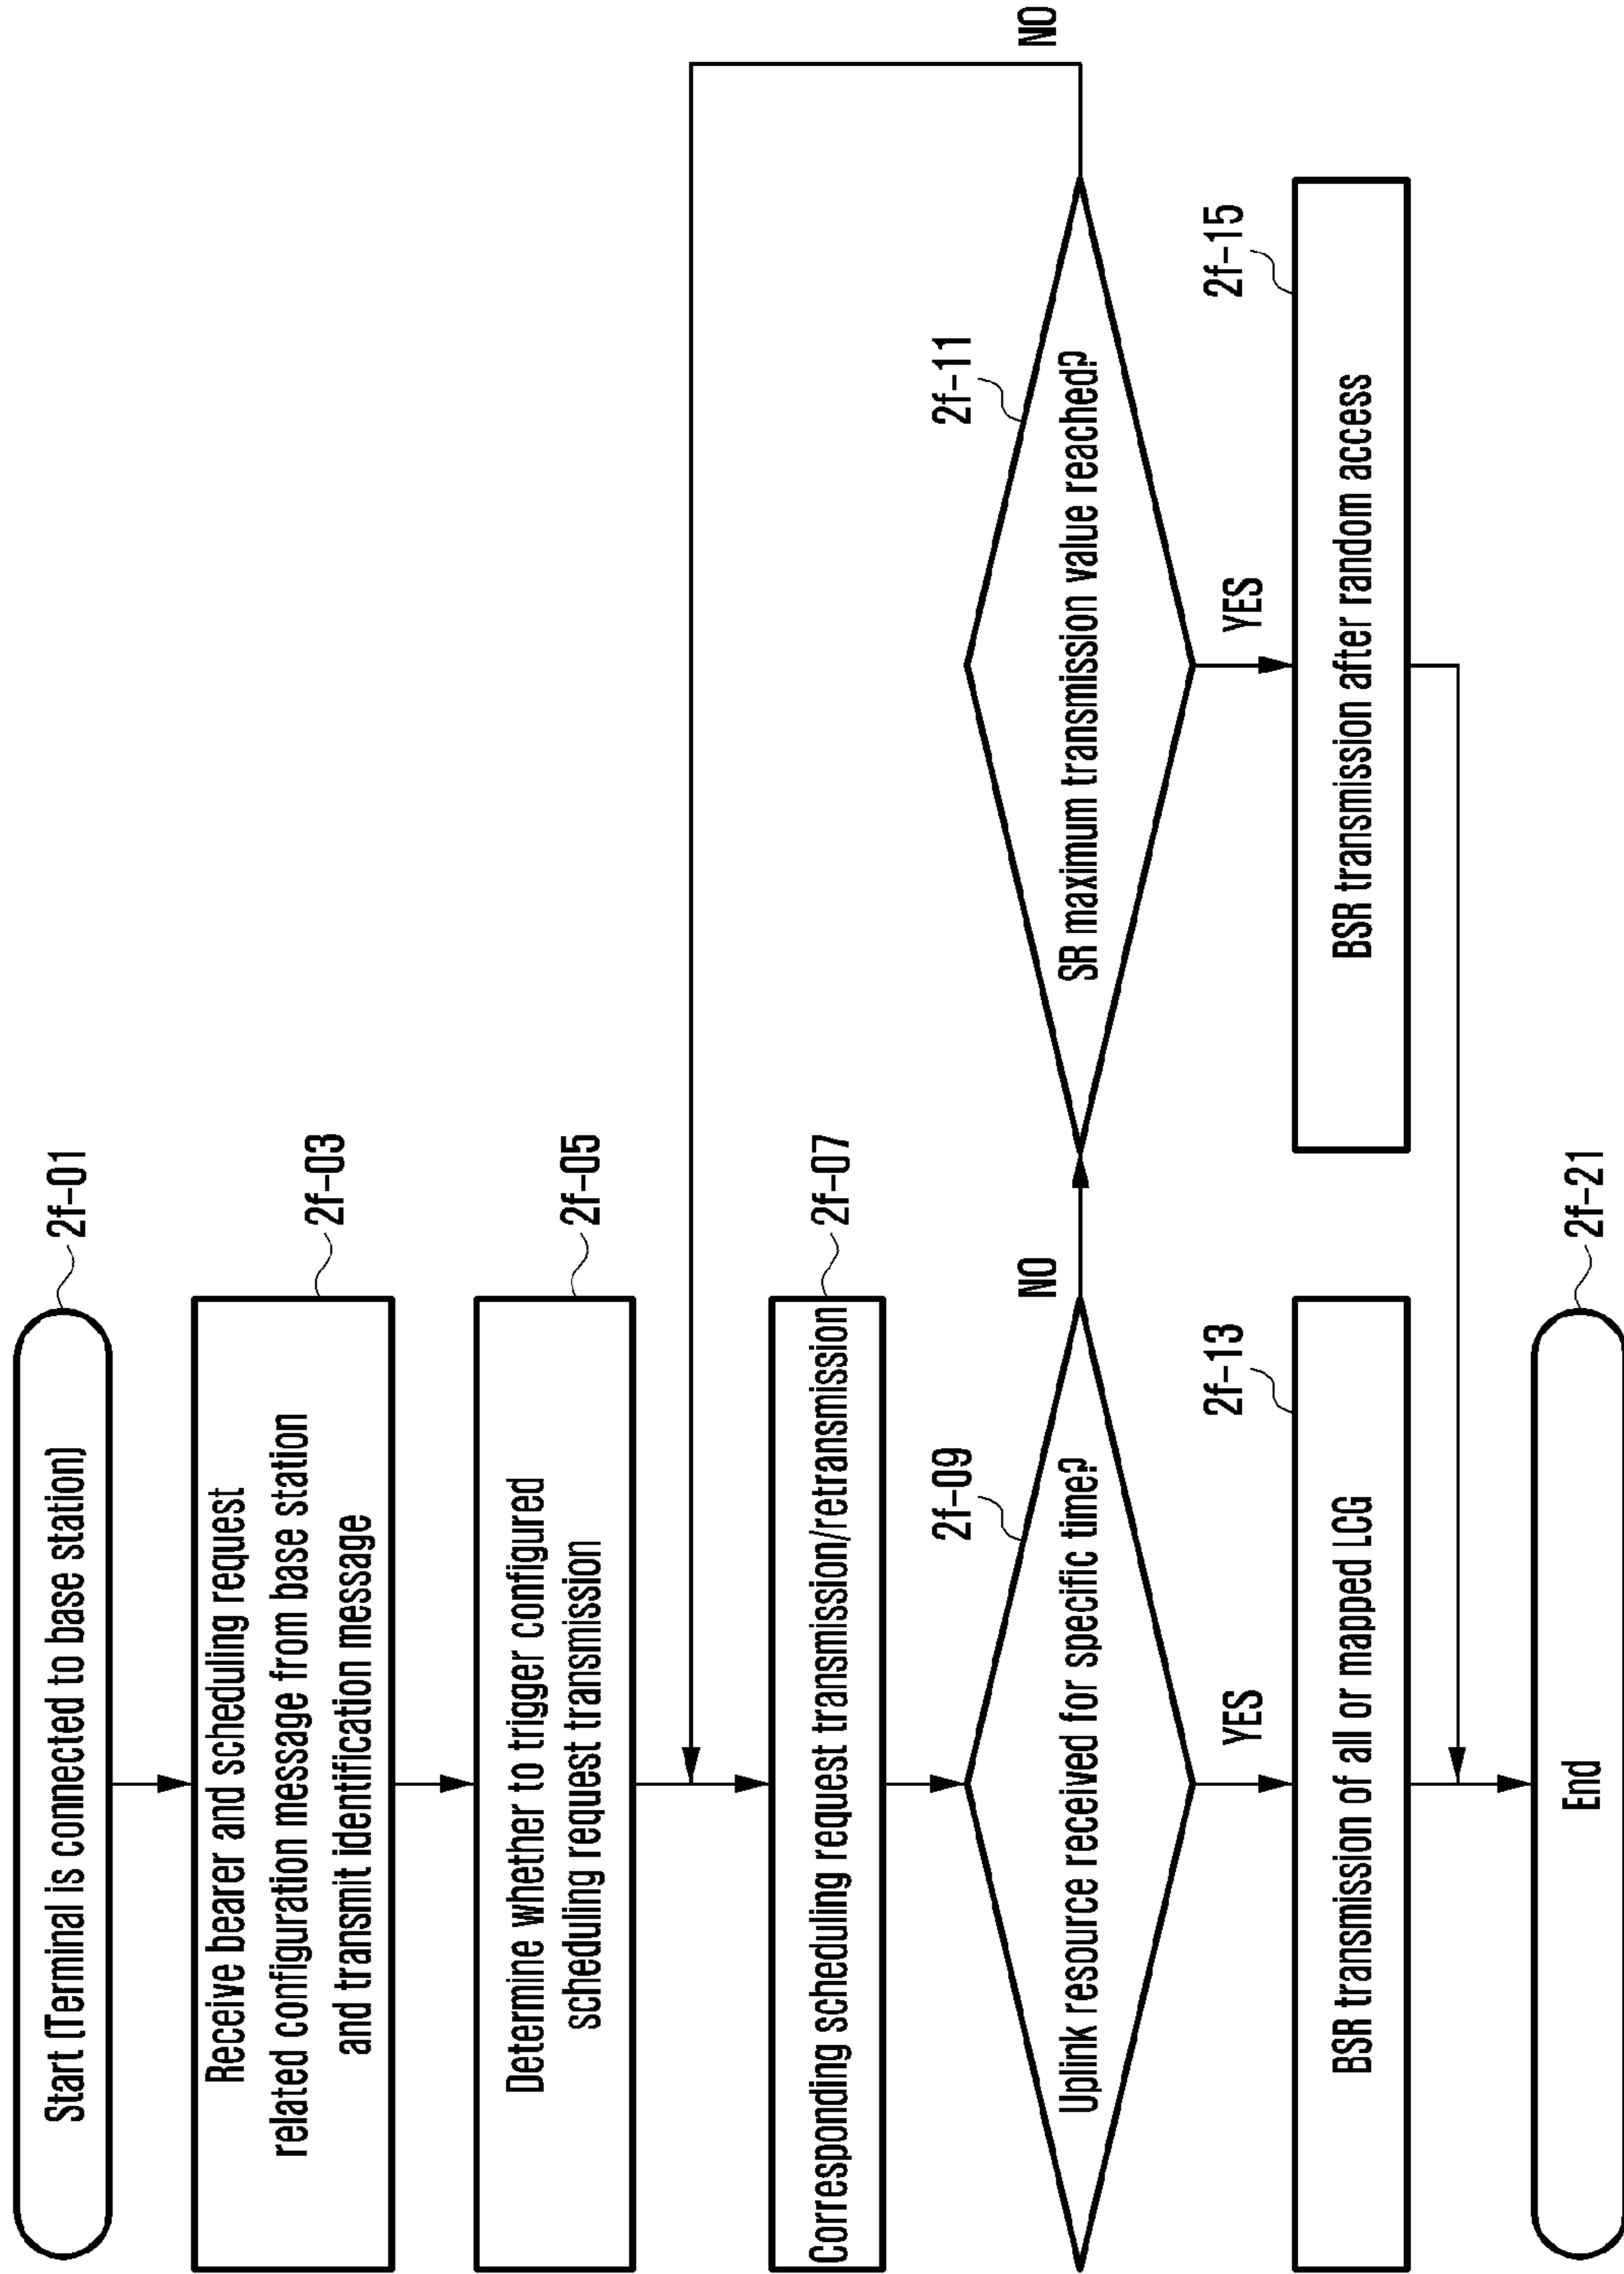 Start (Terminal is connected to base station)
2f-01
Receive bearer and scheduling request
related configuration message from base station
and transmit identification message
2f-03
Determine whether to trigger configured
scheduling request transmission
2f-05
Corresponding scheduling request transmission/retransmission
2f-07
Uplink resource received for specific time?
2f-09
NO
YES
SR maximum transmission value reached?
2f-11
NO
YES
BSR transmission of all or mapped LCG
2f-13
BSR transmission after random access
2f-15
End
2f-21